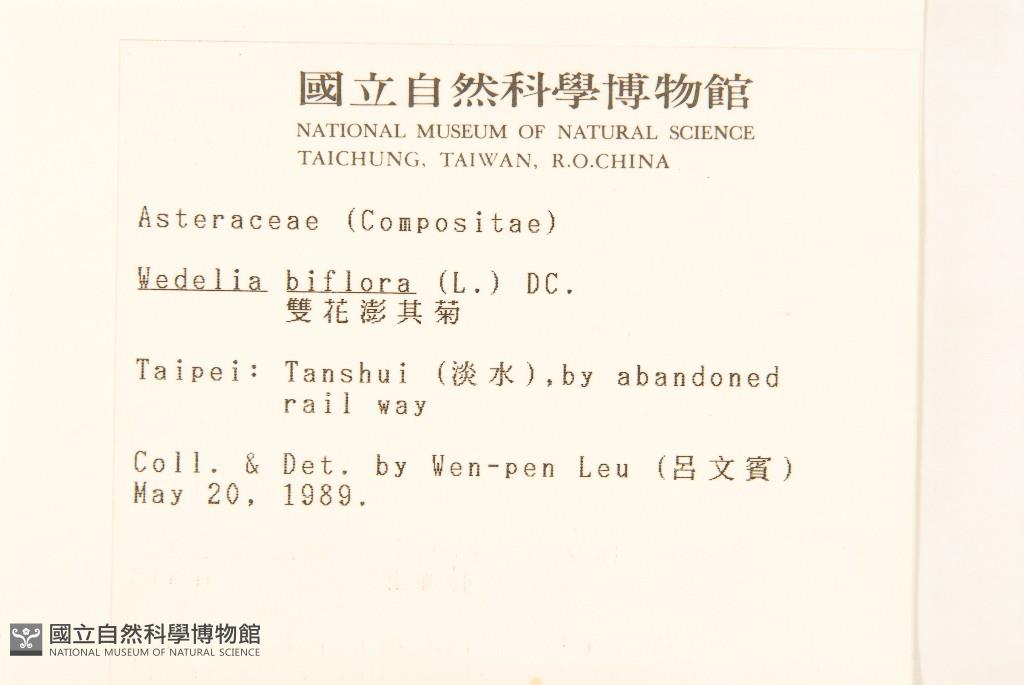 國立自然科學博物館
NATIONAL MUSEUM OF NATURAL SCIENCE
TAICHUNG, TAIWAN, R.O.CHINA
Asteraceae (Compositae)
Wedelia biflora (L.) DC.
雙花澎其菊
Taipei: Tanshui (淡水),by abandoned
rail way
Coll. & Det. by Wen-pen Leu (呂文賓)
May 20, 1989.
國立自然科學博物館
NATIONAL MUSEUM OF NATURAL SCIENCE